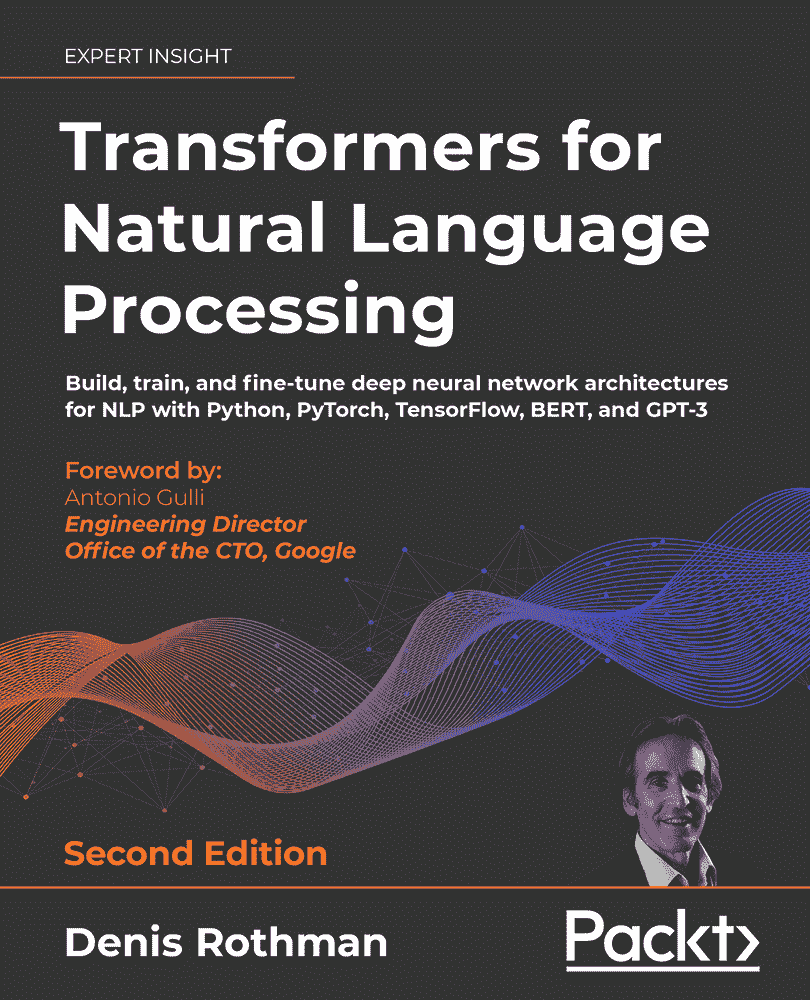 EXPERT INSIGHT
Transformers for
Natural Language
Processing
Build, train, and fine-tune deep neural network architectures
for NLP with Python, PyTorch, TensorFlow, BERT, and GPT-3
Foreword by:
Antonio Gulli
Engineering Director
Office of the CTO, Google
Second Edition
Denis Rothman
Packt